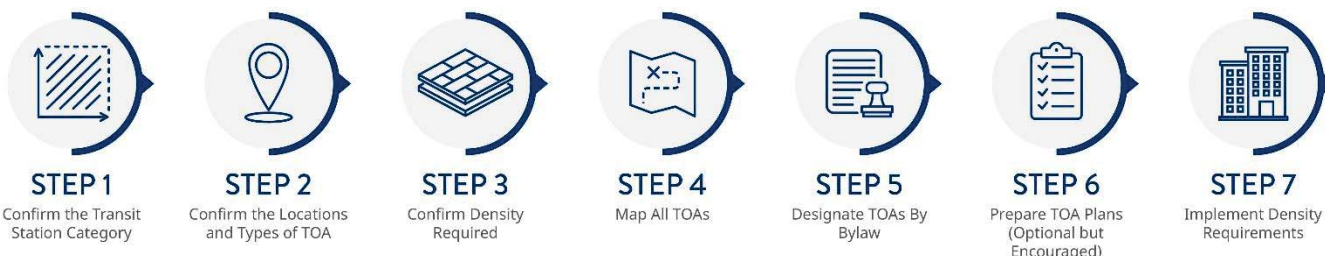 STEP 1
Confirm the Transit
Station Category
STEP 2
Confirm the Locations
and Types of TOA
STEP 3
Confirm Density
Required
STEP 4
Map All TOAs
STEP 5
Designate TOAs By
Bylaw
STEP 6
Prepare TOA Plans
(Optional but
Encouraged)
STEP 7
Implement Density
Requirements